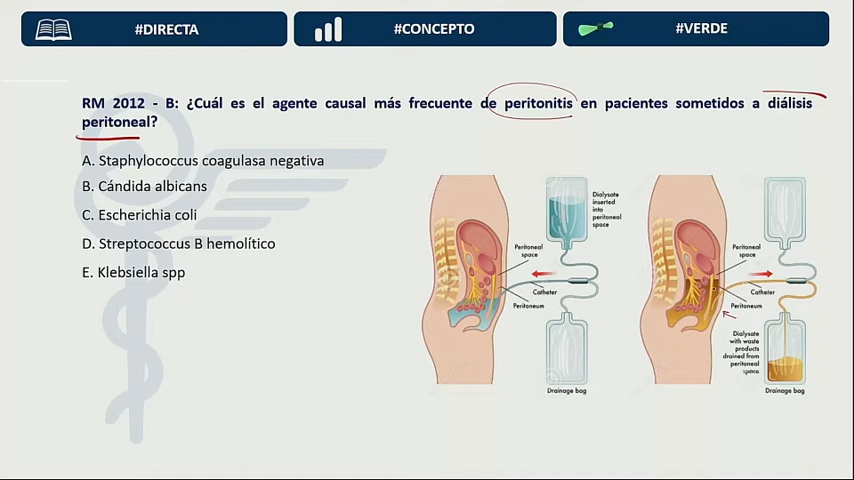 #DIRECTA
#CONCEPTO
#VERDE
RM 2012 - B: ¿Cuál es el agente causal más frecuente de peritonitis en pacientes sometidos a diálisis
peritoneal?
A. Staphylococcus coagulasa negativa
B. Cándida albicans
C. Escherichia coli
D. Streptococcus B hemolítico
E. Klebsiella spp
Dialysate
inserted
into
peritoneal
space
Peritoneal
space
Catheter
Peritoneum
Drainage bag
Peritoneal
space
Catheter
Peritoneum
Dialysate
with waste
products
drained from
peritoneal
space
Drainage bag